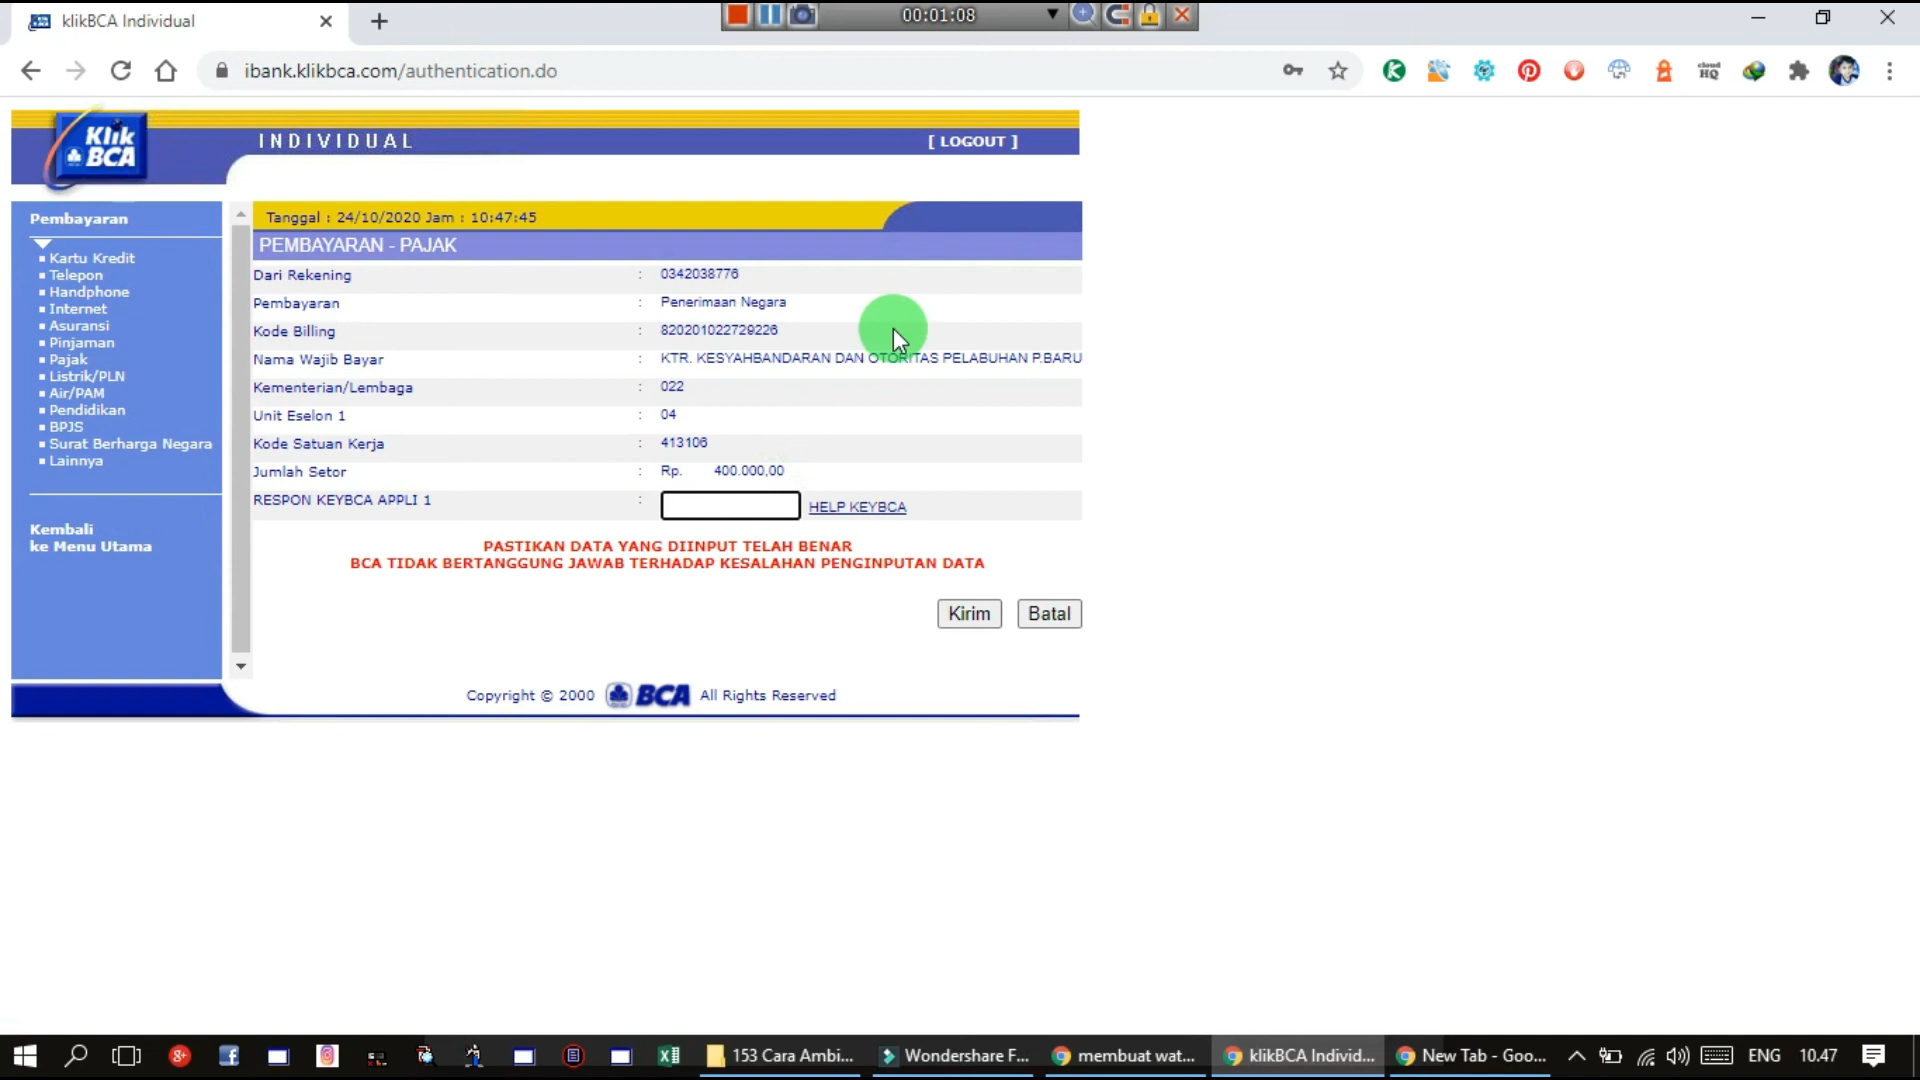 klikBCA Individual
00:01:08
ibank.klikbca.com/authentication.do
cloud HQ
Klik BCA
INDIVIDUAL
[ LOGOUT ]
Pembayaran
Kartu Kredit
Telepon
Handphone
Internet
Asuransi
Pinjaman
Pajak
Listrik/PLN
Air/PAM
Pendidikan
BPJS
Surat Berharga Negara
Lainnya
Kembali
ke Menu Utama
Tanggal : 24/10/2020 Jam : 10:47:45
PEMBAYARAN - PAJAK
Dari Rekening : 0342038776
Pembayaran : Penerimaan Negara
Kode Billing : 820201022729226
Nama Wajib Bayar : KTR. KESYAHBANDARAN DAN OTORITAS PELABUHAN P.BARU
Kementerian/Lembaga : 022
Unit Eselon 1 : 04
Kode Satuan Kerja : 413106
Jumlah Setor : Rp. 400.000,00
RESPON KEYBCA APPLI 1 : HELP KEYBCA
PASTIKAN DATA YANG DIINPUT TELAH BENAR
BCA TIDAK BERTANGGUNG JAWAB TERHADAP KESALAHAN PENGINPUTAN DATA
Kirim Batal
Copyright © 2000 BCA All Rights Reserved
153 Cara Ambi... Wondershare F... membuat wat... klikBCA Individ... New Tab - Goo... ENG 10.47